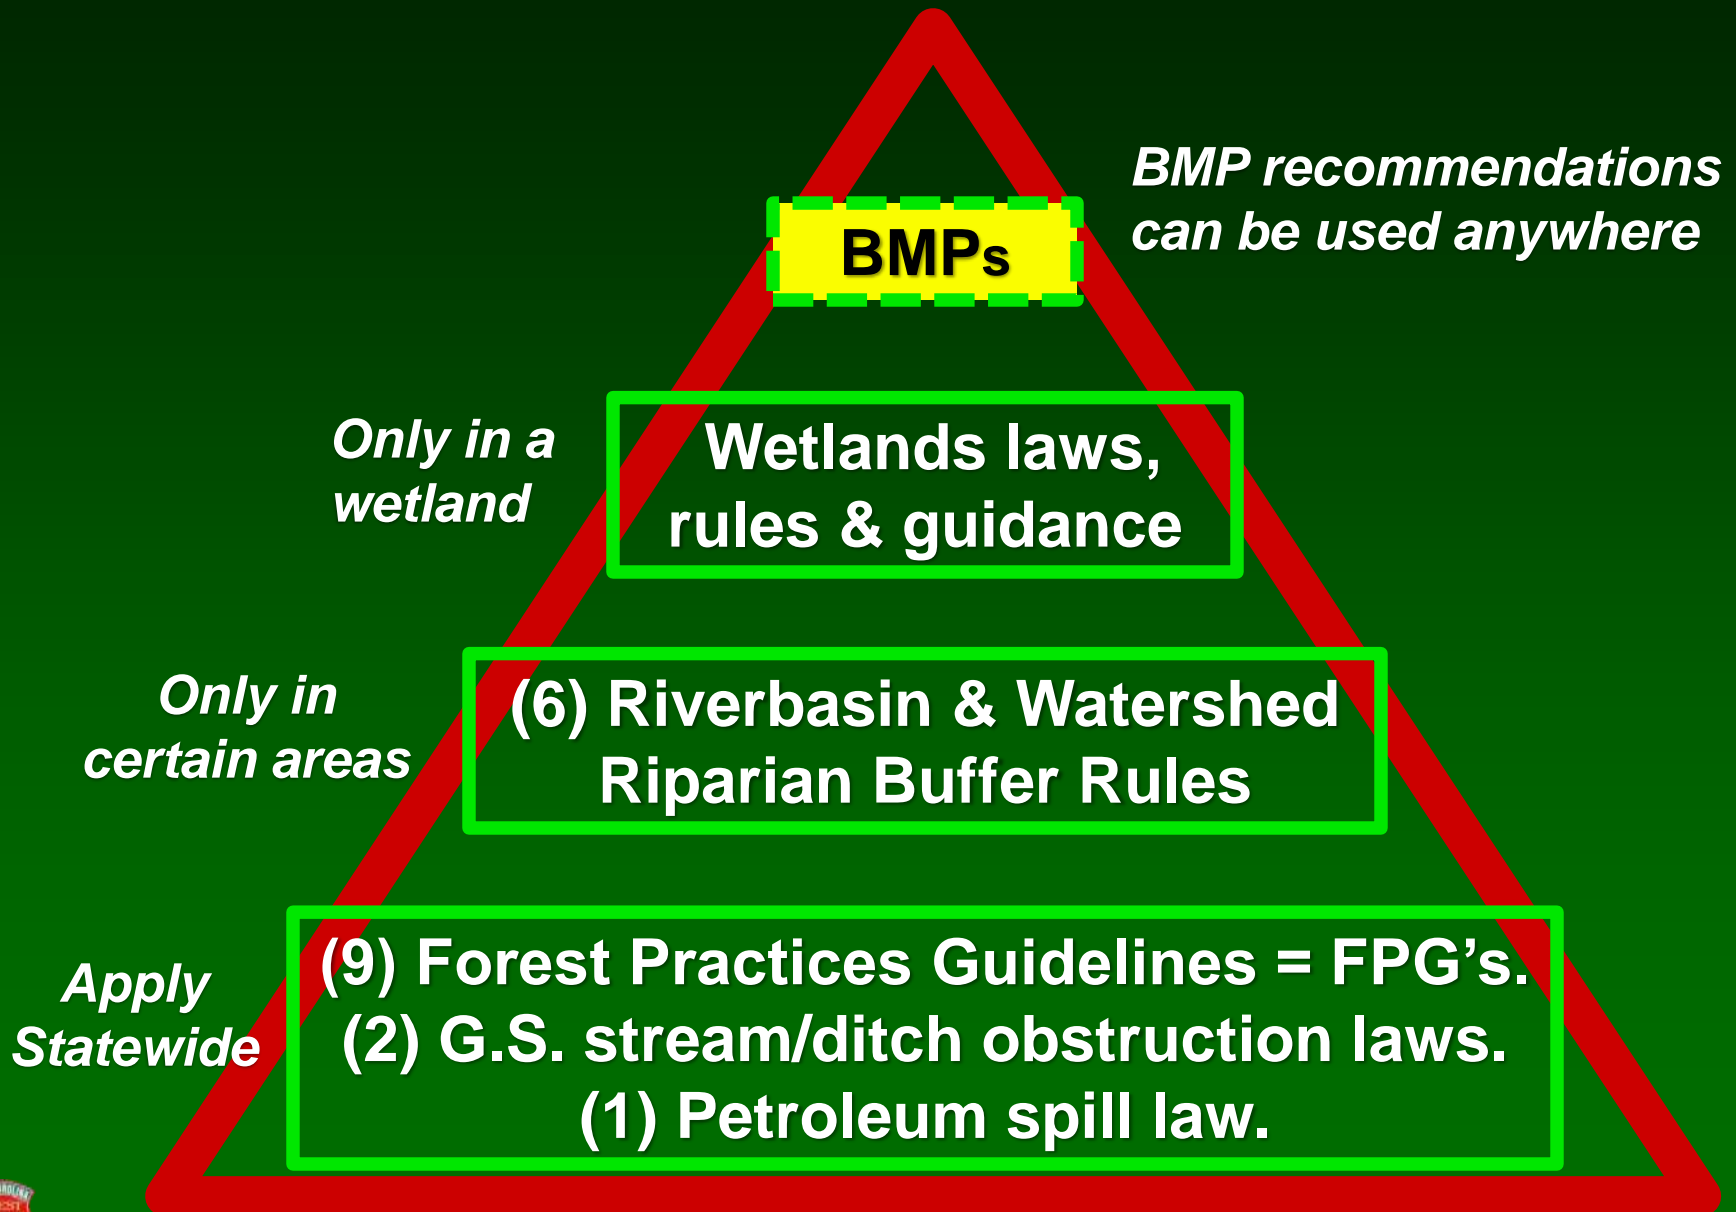 BMP recommendations
can be used anywhere
BMPs
Only in a
wetland
Wetlands laws,
rules & guidance
Only in
certain areas
(6) Riverbasin & Watershed
Riparian Buffer Rules
Apply
Statewide
(9) Forest Practices Guidelines = FPG's.
(2) G.S. stream/ditch obstruction laws.
(1) Petroleum spill law.